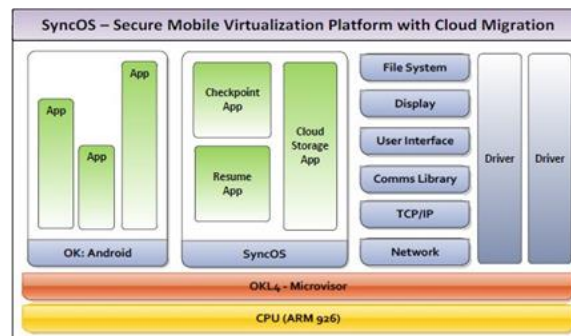 SyncOS – Secure Mobile Virtualization Platform with Cloud Migration
App
App
App
OK: Android
Checkpoint
App
Resume
App
Cloud
Storage
App
SyncOS
File System
Display
User Interface
Comms Library
TCP/IP
Network
Driver
Driver
OKL4 - Microvisor
CPU (ARM 926)